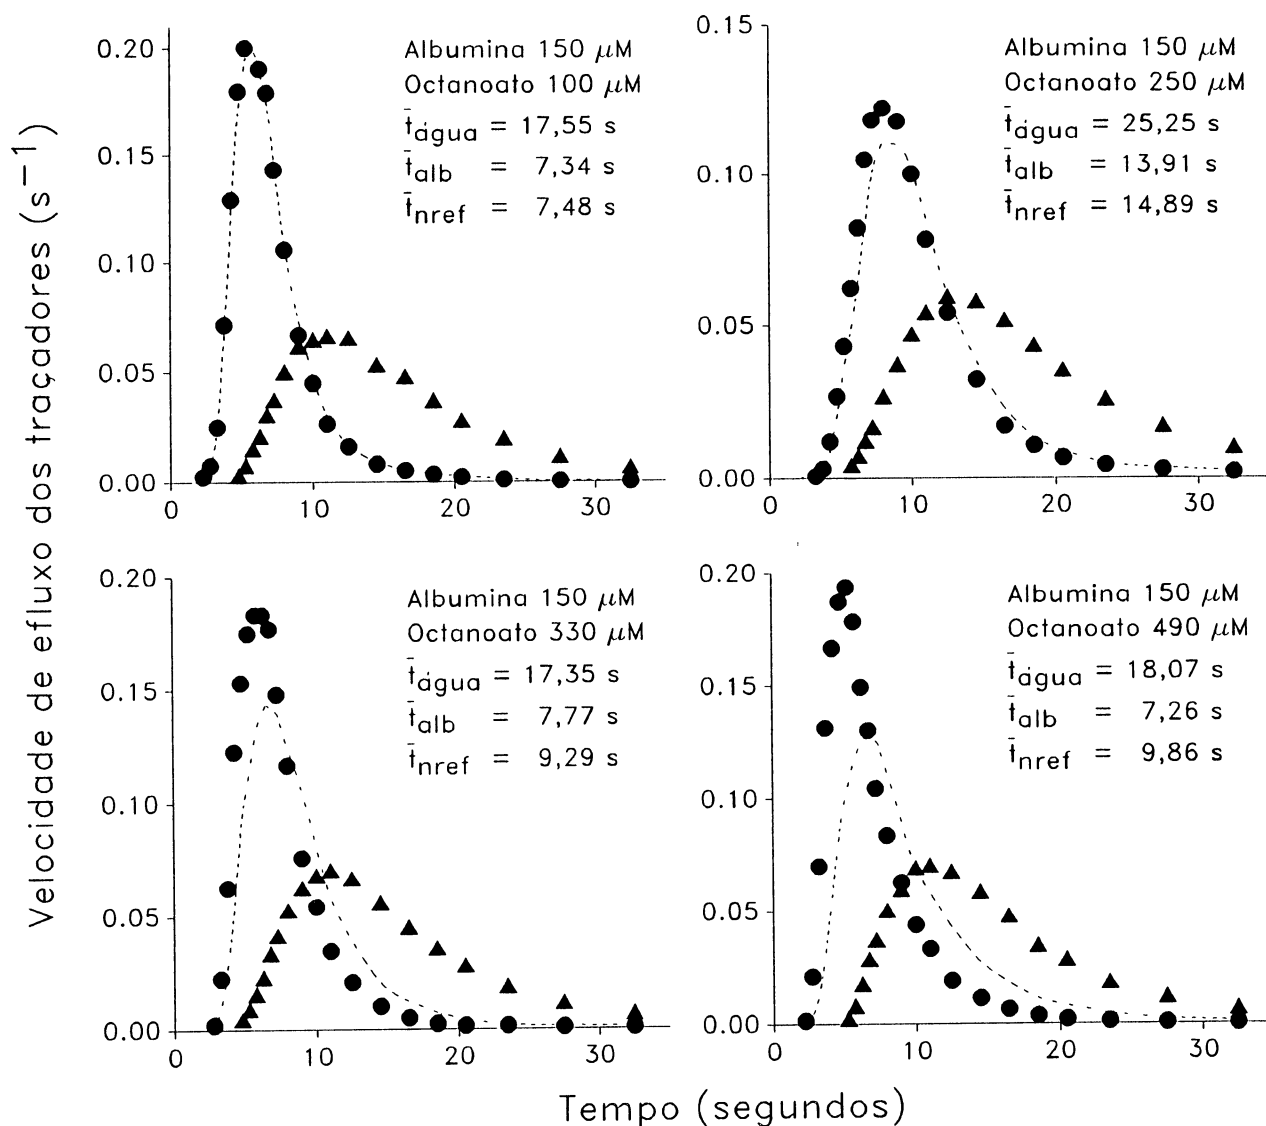 Velocidade de efluxo dos traçadores (s⁻¹)
0.20
0.15
0.10
0.05
0.00
0
10
20
30
Albumina 150 μM
Octanoato 100 μM
t̄água = 17,55 s
t̄alb = 7,34 s
t̄nref = 7,48 s
0.15
0.10
0.05
0.00
0
10
20
30
Albumina 150 μM
Octanoato 250 μM
t̄água = 25,25 s
t̄alb = 13,91 s
t̄nref = 14,89 s
0.20
0.15
0.10
0.05
0.00
0
10
20
30
Albumina 150 μM
Octanoato 330 μM
t̄água = 17,35 s
t̄alb = 7,77 s
t̄nref = 9,29 s
0.20
0.15
0.10
0.05
0.00
0
10
20
30
Albumina 150 μM
Octanoato 490 μM
t̄água = 18,07 s
t̄alb = 7,26 s
t̄nref = 9,86 s
Tempo (segundos)